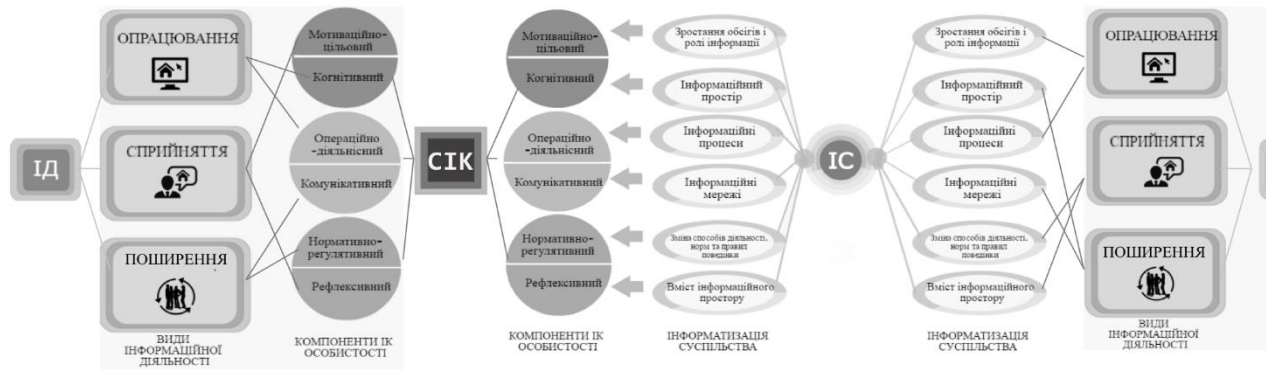 ІД
ОПРАЦЮВАННЯ
СПРИЙНЯТТЯ
ПОШИРЕННЯ
ВИДИ
ІНФОРМАЦІЙНОЇ
ДІЯЛЬНОСТІ
Мотиваційно-
цільовий
Когнітивний
Операційно
-діяльнісний
Комунікативний
Нормативно-
регулятивний
Рефлексивний
КОМПОНЕНТИ ІК
ОСОБИСТОСТІ
СІК
Мотиваційно-
цільовий
Когнітивний
Операційно
-діяльнісний
Комунікативний
Нормативно-
регулятивний
Рефлексивний
КОМПОНЕНТИ ІК
ОСОБИСТОСТІ
Зростання обсягів і
ролі інформації
Інформаційний
простір
Інформаційні
процеси
Інформаційні
мережі
Зміна способів діяльності,
норм та правил
поведінки
Вміст інформаційного
простору
ІНФОРМАТИЗАЦІЯ
СУСПІЛЬСТВА
ІС
Зростання обсягів і
ролі інформації
Інформаційний
простір
Інформаційні
процеси
Інформаційні
мережі
Зміна способів діяльності,
норм та правил
поведінки
Вміст інформаційного
простору
ІНФОРМАТИЗАЦІЯ
СУСПІЛЬСТВА
ОПРАЦЮВАННЯ
СПРИЙНЯТТЯ
ПОШИРЕННЯ
ВИДИ
ІНФОРМАЦІЙНОЇ
ДІЯЛЬНОСТІ